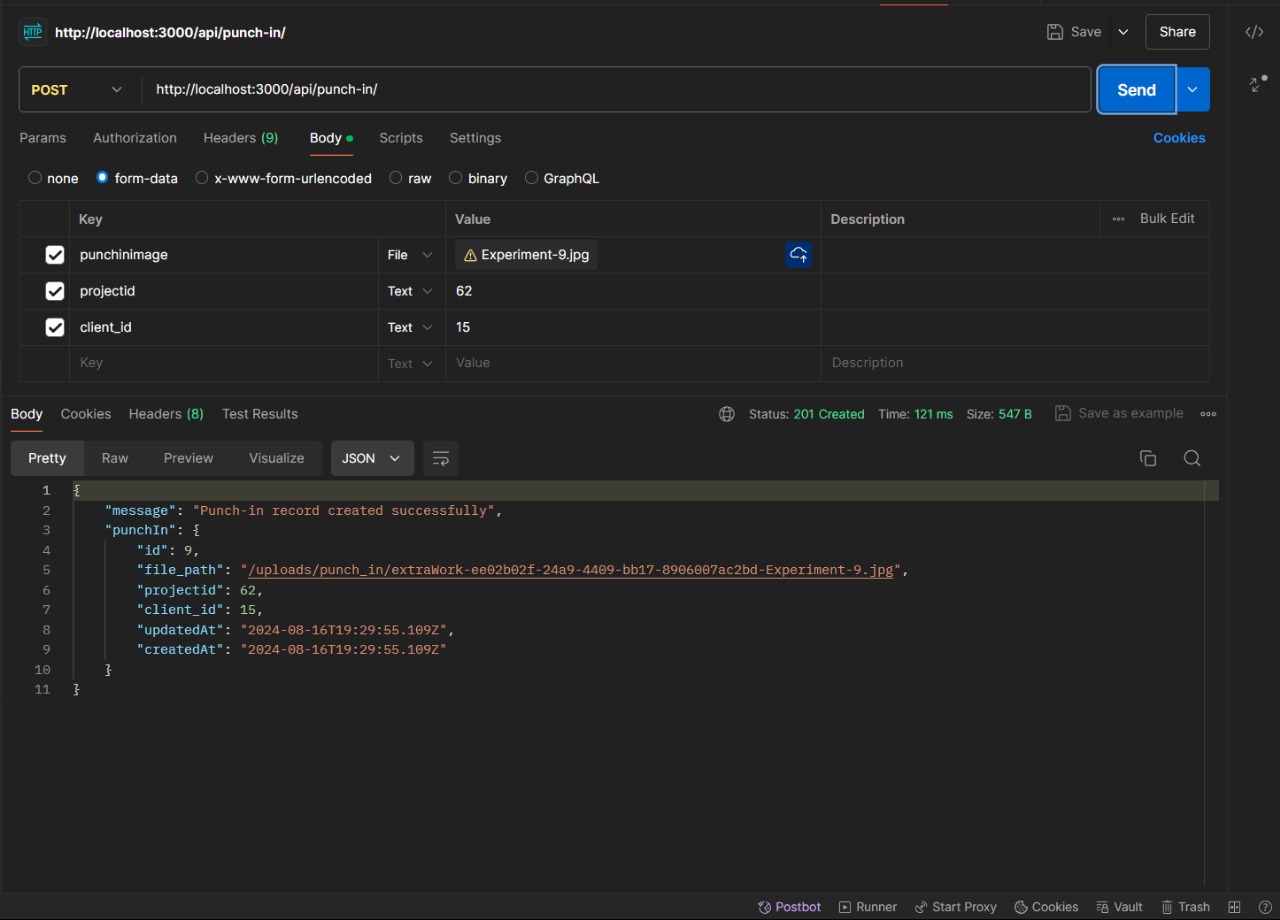 HTTP http://localhost:3000/api/punch-in/ Save Share
POST http://localhost:3000/api/punch-in/ Send
Params Authorization Headers (9) Body Scripts Settings Cookies
none form-data x-www-form-urlencoded raw binary GraphQL
Key Value Description Bulk Edit
punchinimage File Experiment-9.jpg
projectid Text 62
client_id Text 15
Key Text Value Description
Body Cookies Headers (8) Test Results Status: 201 Created Time: 121 ms Size: 547 B Save as example
Pretty Raw Preview Visualize JSON
1 {
2 "message": "Punch-in record created successfully",
3 "punchIn": {
4 "id": 9,
5 "file_path": "/uploads/punch_in/extraWork-ee02b02f-24a9-4409-bb17-8906007ac2bd-Experiment-9.jpg",
6 "projectid": 62,
7 "client_id": 15,
8 "updatedAt": "2024-08-16T19:29:55.109Z",
9 "createdAt": "2024-08-16T19:29:55.109Z"
10 }
11 }
Postbot Runner Start Proxy Cookies Vault Trash